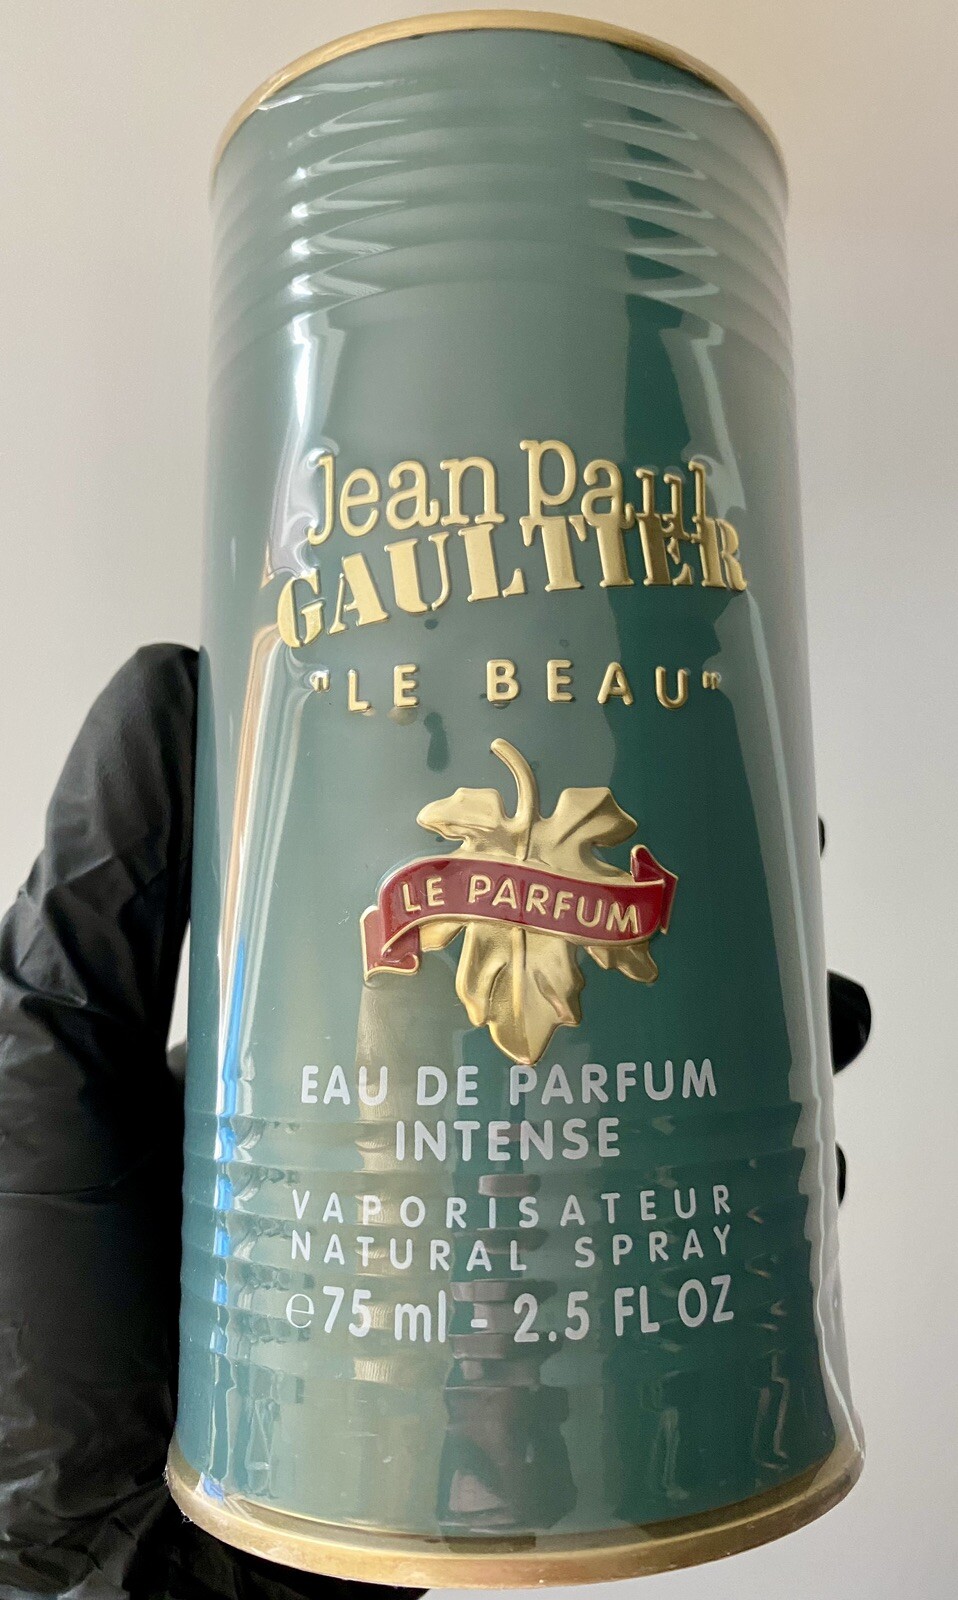 Jean Paul
GAULTIER
"LE BEAU"
LE PARFUM
EAU DE PARFUM
INTENSE
VAPORISATEUR
NATURAL SPRAY
℮75 ml - 2.5 FL OZ